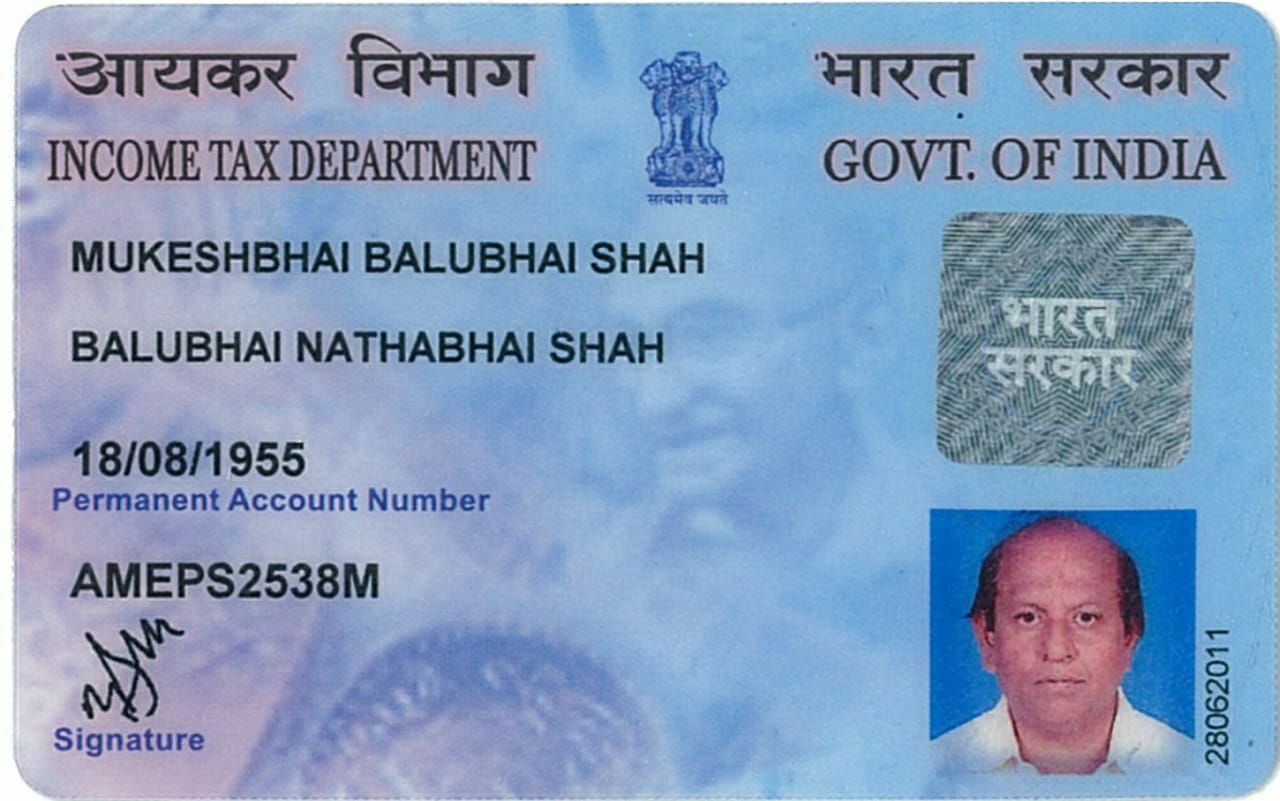 आयकर विभाग
INCOME TAX DEPARTMENT
सत्यमेव जयते
भारत सरकार
GOVT. OF INDIA
MUKESHBHAI BALUBHAI SHAH
BALUBHAI NATHABHAI SHAH
भारत
सरकार
18/08/1955
Permanent Account Number
AMEPS2538M
Signature
28062011